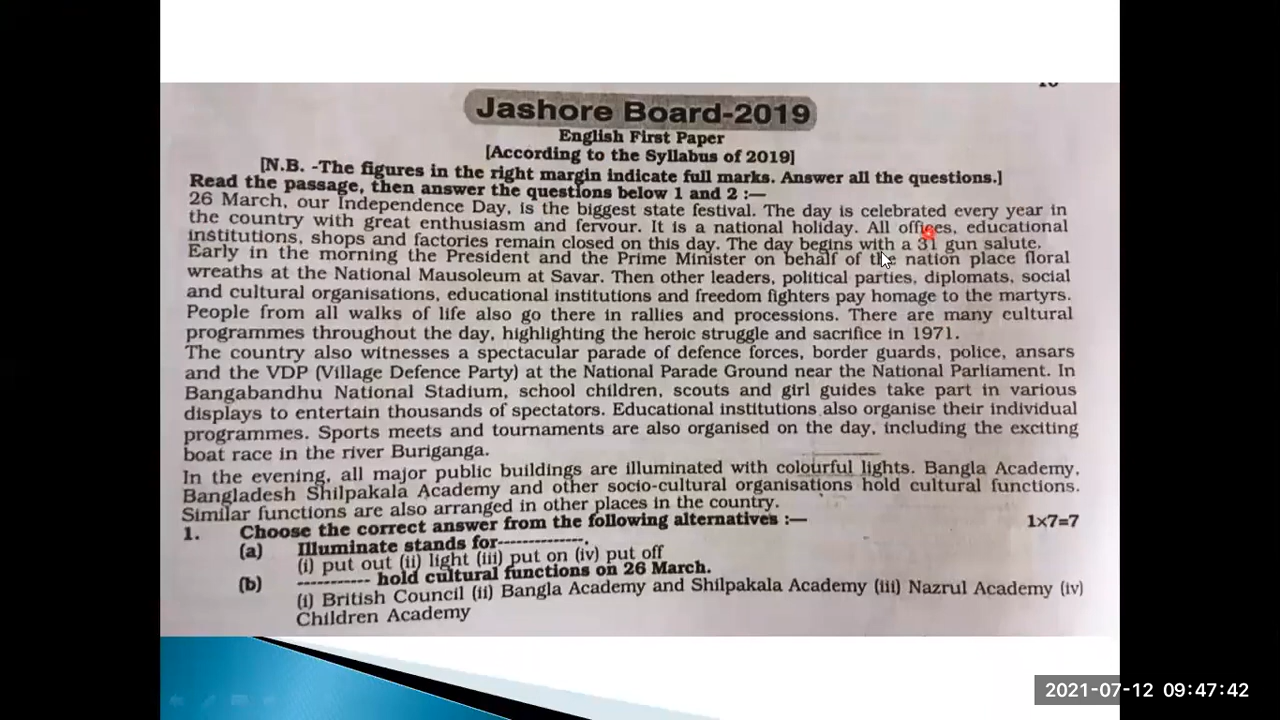 Jashore Board-2019
English First Paper
[According to the Syllabus of 2019]
[N.B. -The figures in the right margin indicate full marks. Answer all the questions.]
Read the passage, then answer the questions below 1 and 2 :—
26 March, our Independence Day, is the biggest state festival. The day is celebrated every year in
the country with great enthusiasm and fervour. It is a national holiday. All offices, educational
institutions, shops and factories remain closed on this day. The day begins with a 31 gun salute.
Early in the morning the President and the Prime Minister on behalf of the nation place floral
wreaths at the National Mausoleum at Savar. Then other leaders, political parties, diplomats, social
and cultural organisations, educational institutions and freedom fighters pay homage to the martyrs.
People from all walks of life also go there in rallies and processions. There are many cultural
programmes throughout the day, highlighting the heroic struggle and sacrifice in 1971.
The country also witnesses a spectacular parade of defence forces, border guards, police, ansars
and the VDP (Village Defence Party) at the National Parade Ground near the National Parliament. In
Bangabandhu National Stadium, school children, scouts and girl guides take part in various
displays to entertain thousands of spectators. Educational institutions also organise their individual
programmes. Sports meets and tournaments are also organised on the day, including the exciting
boat race in the river Buriganga.
In the evening, all major public buildings are illuminated with colourful lights. Bangla Academy,
Bangladesh Shilpakala Academy and other socio-cultural organisations hold cultural functions.
Similar functions are also arranged in other places in the country.
1. Choose the correct answer from the following alternatives :— 1×7=7
(a) Illuminate stands for--------------.
(i) put out (ii) light (iii) put on (iv) put off
(b) ----------- hold cultural functions on 26 March.
(i) British Council (ii) Bangla Academy and Shilpakala Academy (iii) Nazrul Academy (iv)
Children Academy
2021-07-12 09:47:42